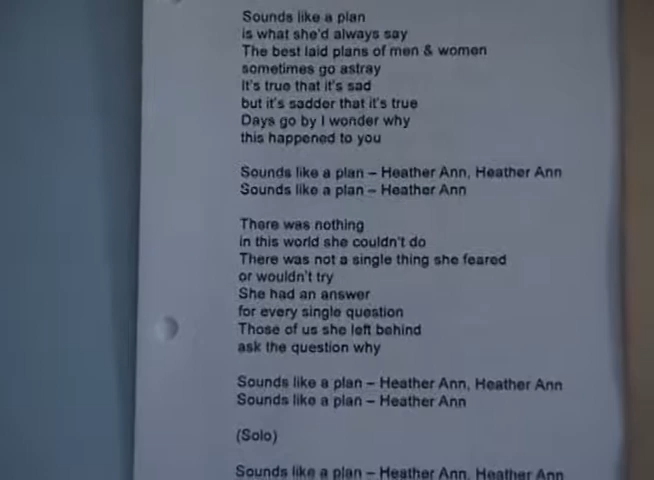 Sounds like a plan
is what she'd always say
The best laid plans of men & women
sometimes go astray
It's true that it's sad
but it's sadder that it's true
Days go by I wonder why
this happened to you
Sounds like a plan – Heather Ann, Heather Ann
Sounds like a plan – Heather Ann
There was nothing
in this world she couldn't do
There was not a single thing she feared
or wouldn't try
She had an answer
for every single question
Those of us she left behind
ask the question why
Sounds like a plan – Heather Ann, Heather Ann
Sounds like a plan – Heather Ann
(Solo)
Sounds like a plan – Heather Ann, Heather Ann